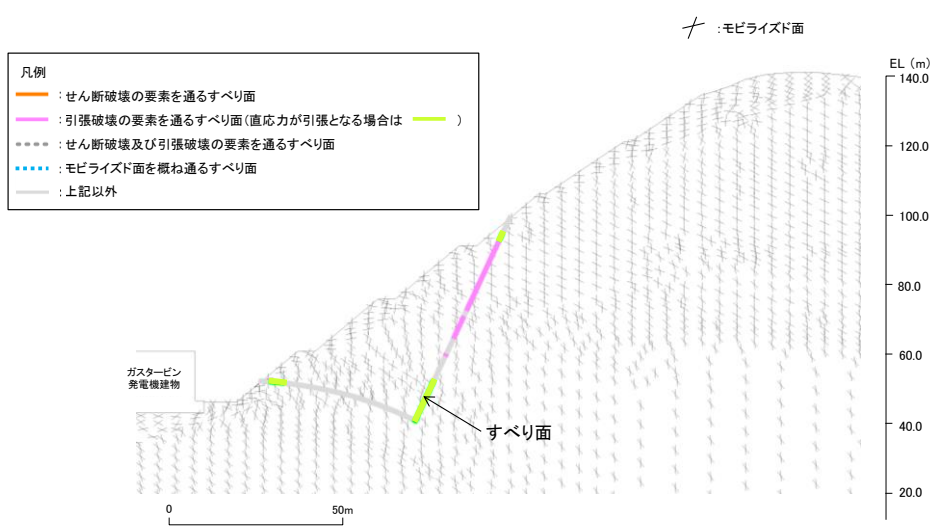 ：モビライズド面
凡例
：せん断破壊の要素を通るすべり面
：引張破壊の要素を通るすべり面(直応力が引張となる場合は　　　)
：せん断破壊及び引張破壊の要素を通るすべり面
：モビライズド面を概ね通るすべり面
：上記以外
EL（m）
140.0
120.0
100.0
80.0
60.0
40.0
20.0
ガスタービン
発電機建物
すべり面
0
50m